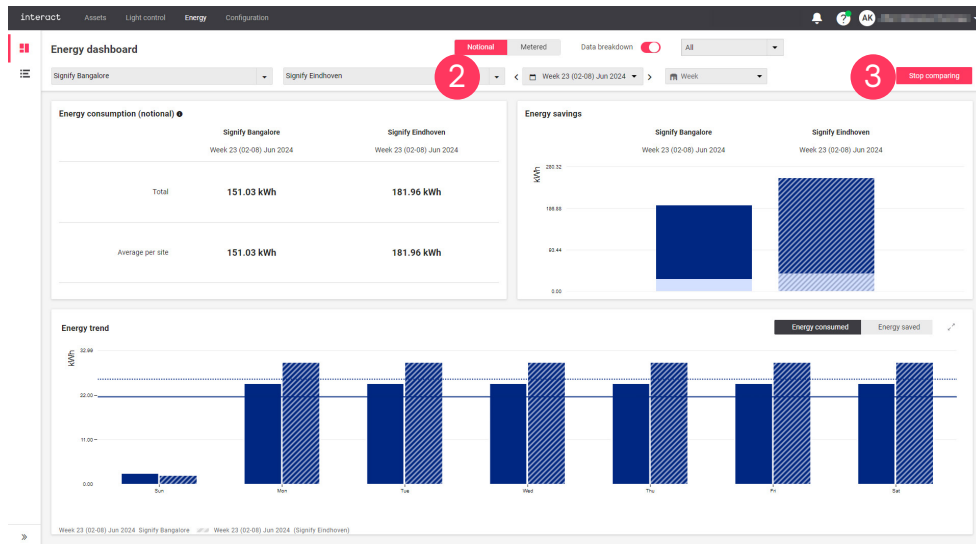 interact Assets Light control Energy Configuration ? AK
Energy dashboard Notional Metered Data breakdown All
Signify Bangalore Signify Eindhoven 2 Week 23 (02-08) Jun 2024 Week 3 Stop comparing
Energy consumption (notional)
Signify Bangalore Signify Eindhoven
Week 23 (02-08) Jun 2024 Week 23 (02-08) Jun 2024
Total 151.03 kWh 181.96 kWh
Average per site 151.03 kWh 181.96 kWh
Energy savings
Signify Bangalore Signify Eindhoven
Week 23 (02-08) Jun 2024 Week 23 (02-08) Jun 2024
kWh
280.32
93.44
0.00
Energy trend Energy consumed Energy saved
kWh
32.99
22.00
11.00
0.00
Sun Mon Tue Wed Thu Fri Sat
Week 23 (02-08) Jun 2024 Signify Bangalore Week 23 (02-08) Jun 2024 (Signify Eindhoven)